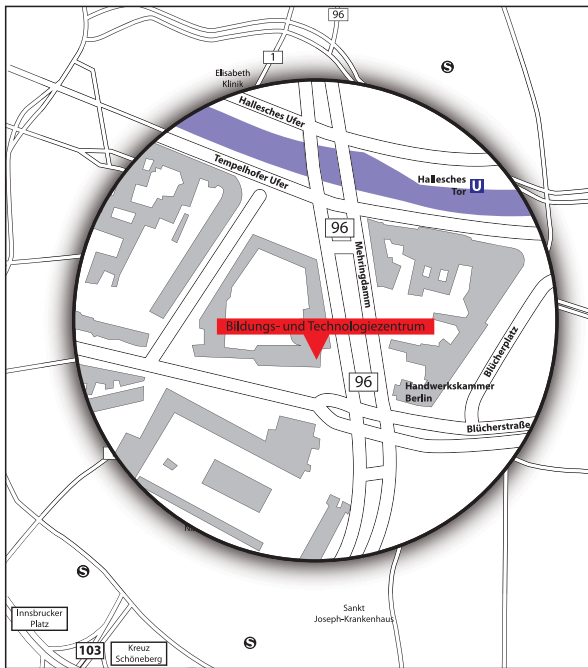 96
1
S
Elisabeth
Klinik
Hallesches Ufer
Tempelhofer Ufer
Hallesches
Tor
U
96
Mehringdamm
Bildungs- und Technologiezentrum
Blücherplatz
96
Handwerkskammer
Berlin
Blücherstraße
S
Sankt
Joseph-Krankenhaus
Innsbrucker
Platz
S
103
Kreuz
Schöneberg